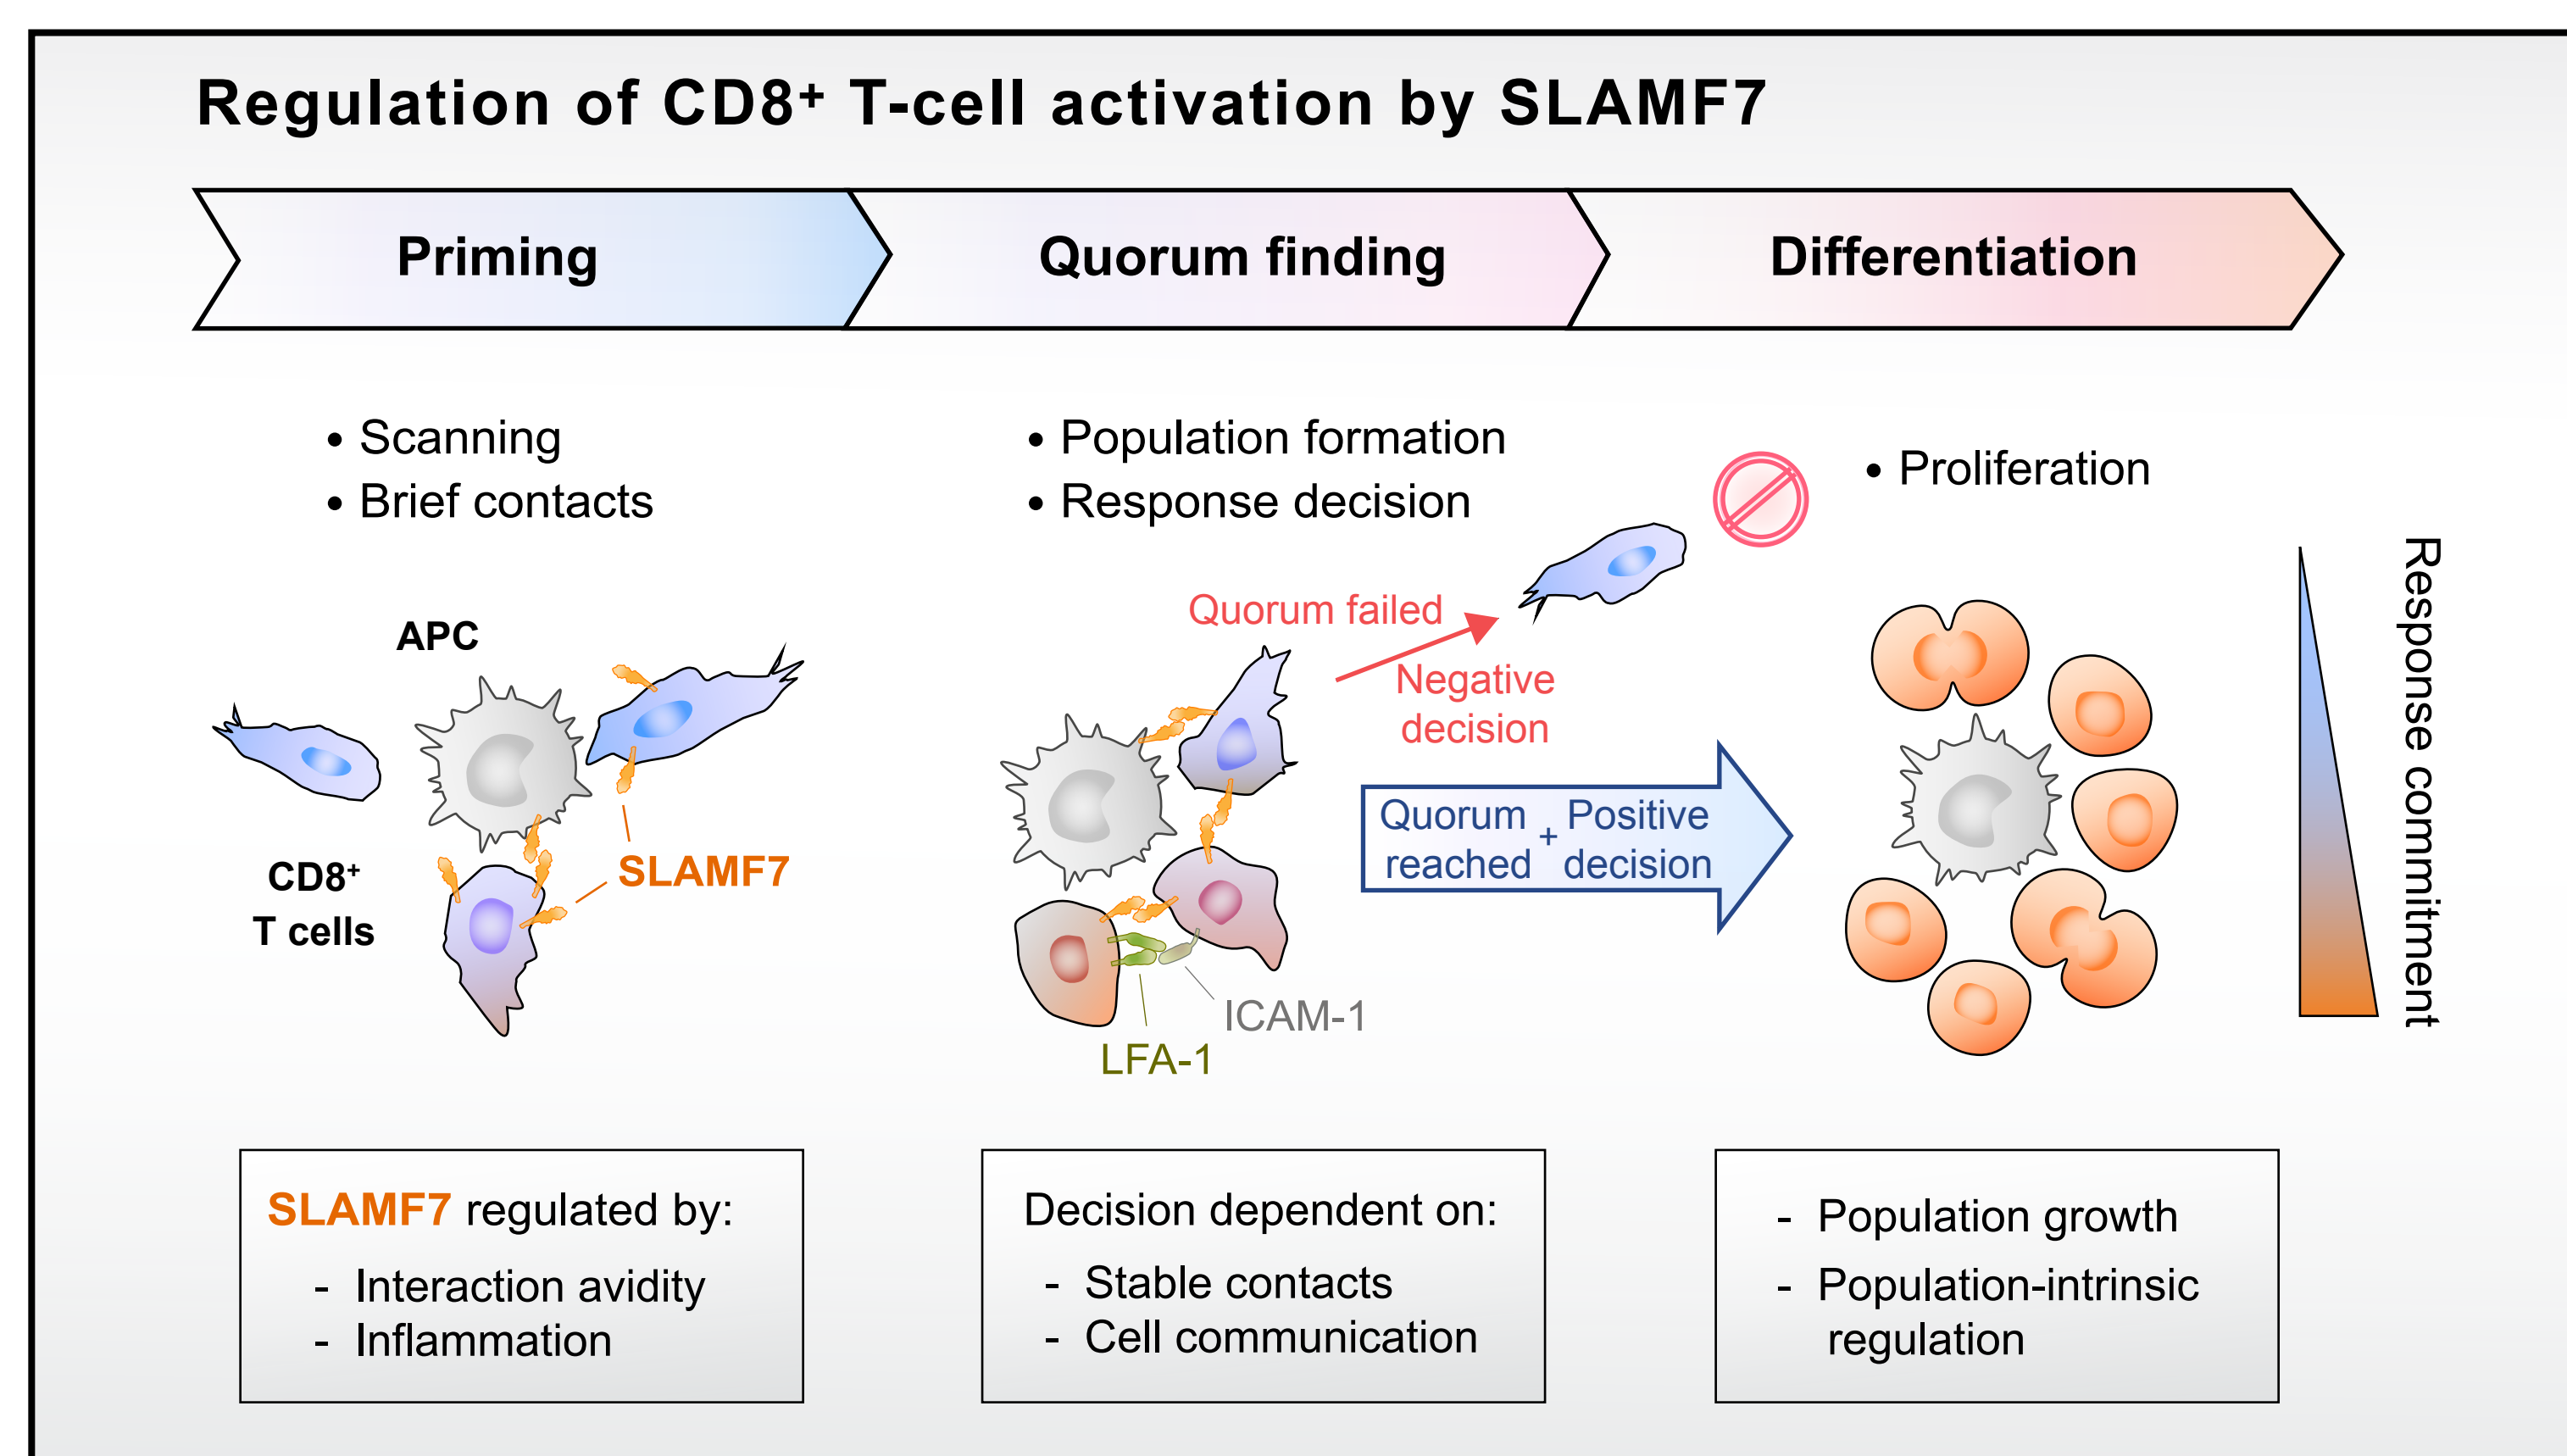 Regulation of CD8⁺ T-cell activation by SLAMF7
Priming
Quorum finding
Differentiation
• Scanning
• Brief contacts
• Population formation
• Response decision
• Proliferation
APC
CD8⁺
T cells
SLAMF7
Quorum failed
Negative
decision
Quorum
reached
+
Positive
decision
ICAM-1
LFA-1
Response commitment
SLAMF7 regulated by:
- Interaction avidity
- Inflammation
Decision dependent on:
- Stable contacts
- Cell communication
- Population growth
- Population-intrinsic
regulation